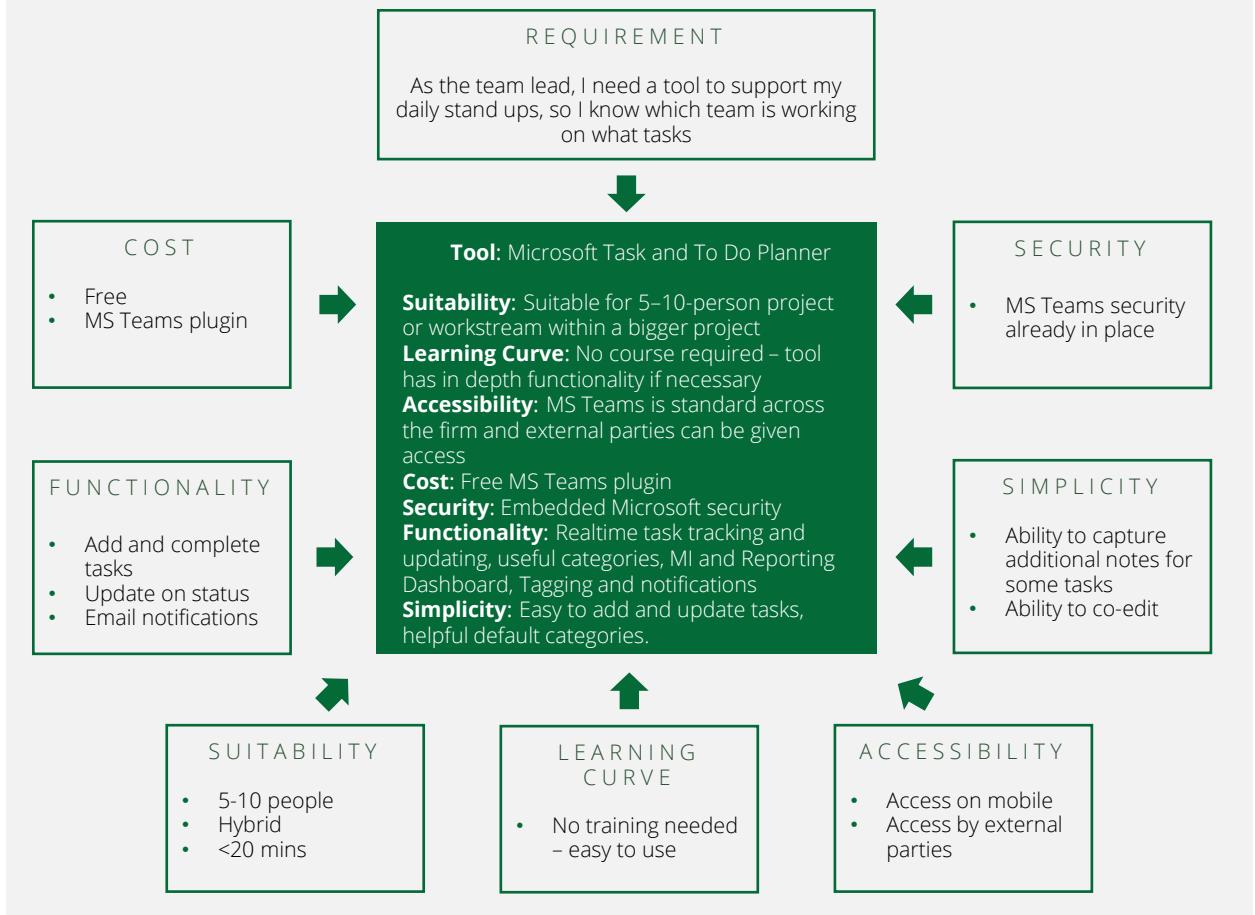 REQUIREMENT
As the team lead, I need a tool to support my
daily stand ups, so I know which team is working
on what tasks
COST
• Free
• MS Teams plugin
Tool: Microsoft Task and To Do Planner
Suitability: Suitable for 5–10-person project
or workstream within a bigger project
Learning Curve: No course required – tool
has in depth functionality if necessary
Accessibility: MS Teams is standard across
the firm and external parties can be given
access
Cost: Free MS Teams plugin
Security: Embedded Microsoft security
Functionality: Realtime task tracking and
updating, useful categories, MI and Reporting
Dashboard, Tagging and notifications
Simplicity: Easy to add and update tasks,
helpful default categories.
SECURITY
• MS Teams security
already in place
FUNCTIONALITY
• Add and complete
tasks
• Update on status
• Email notifications
SIMPLICITY
• Ability to capture
additional notes for
some tasks
• Ability to co-edit
SUITABILITY
• 5-10 people
• Hybrid
• <20 mins
LEARNING
CURVE
• No training needed
– easy to use
ACCESSIBILITY
• Access on mobile
• Access by external
parties